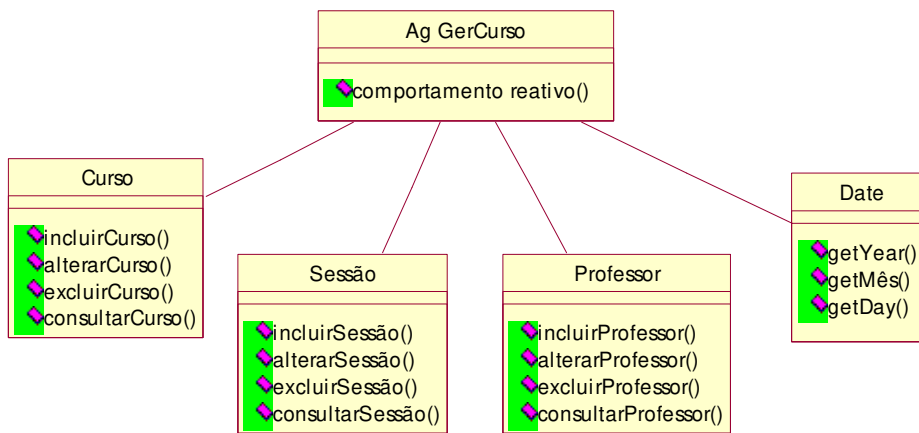 Ag GerCurso
comportamento reativo()
Curso
incluirCurso()
alterarCurso()
excluirCurso()
consultarCurso()
Sessão
incluirSessão()
alterarSessão()
excluirSessão()
consultarSessão()
Professor
incluirProfessor()
alterarProfessor()
excluirProfessor()
consultarProfessor()
Date
getYear()
getMês()
getDay()